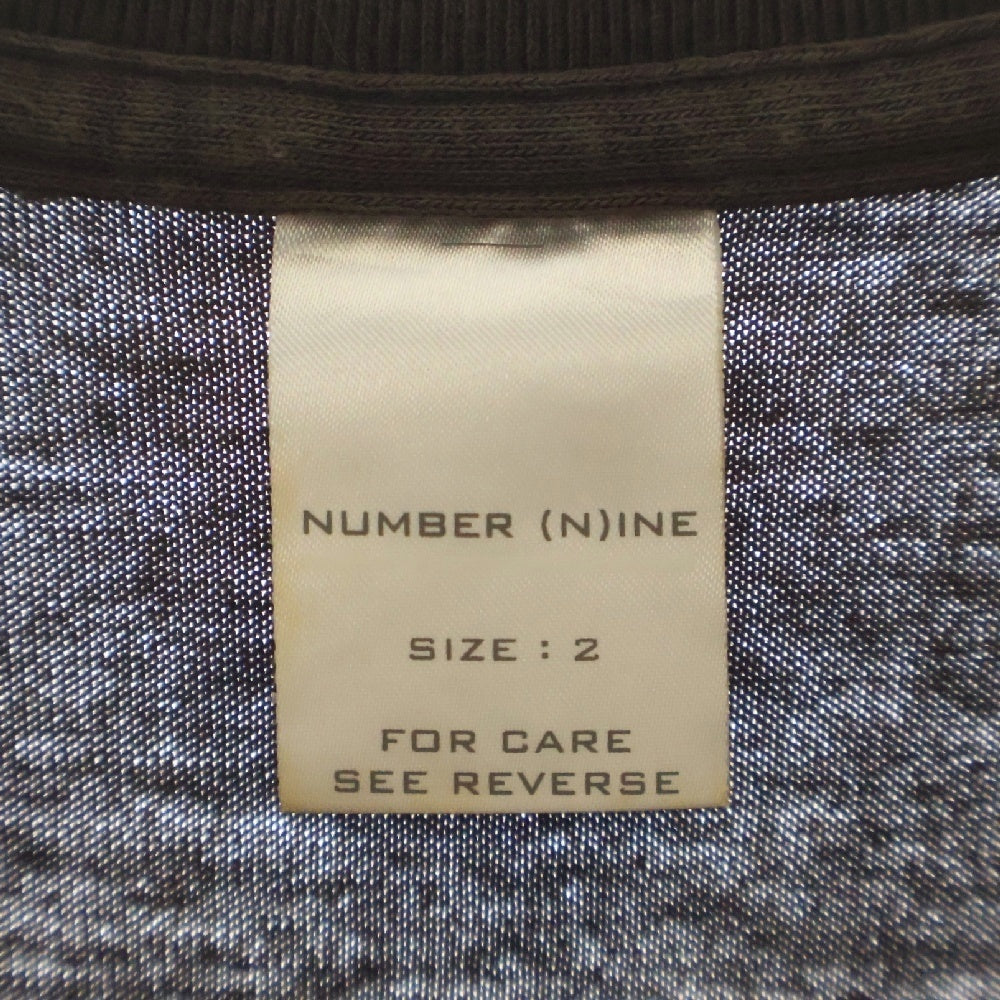 NUMBER (N)INE
SIZE : 2
FOR CARE
SEE REVERSE